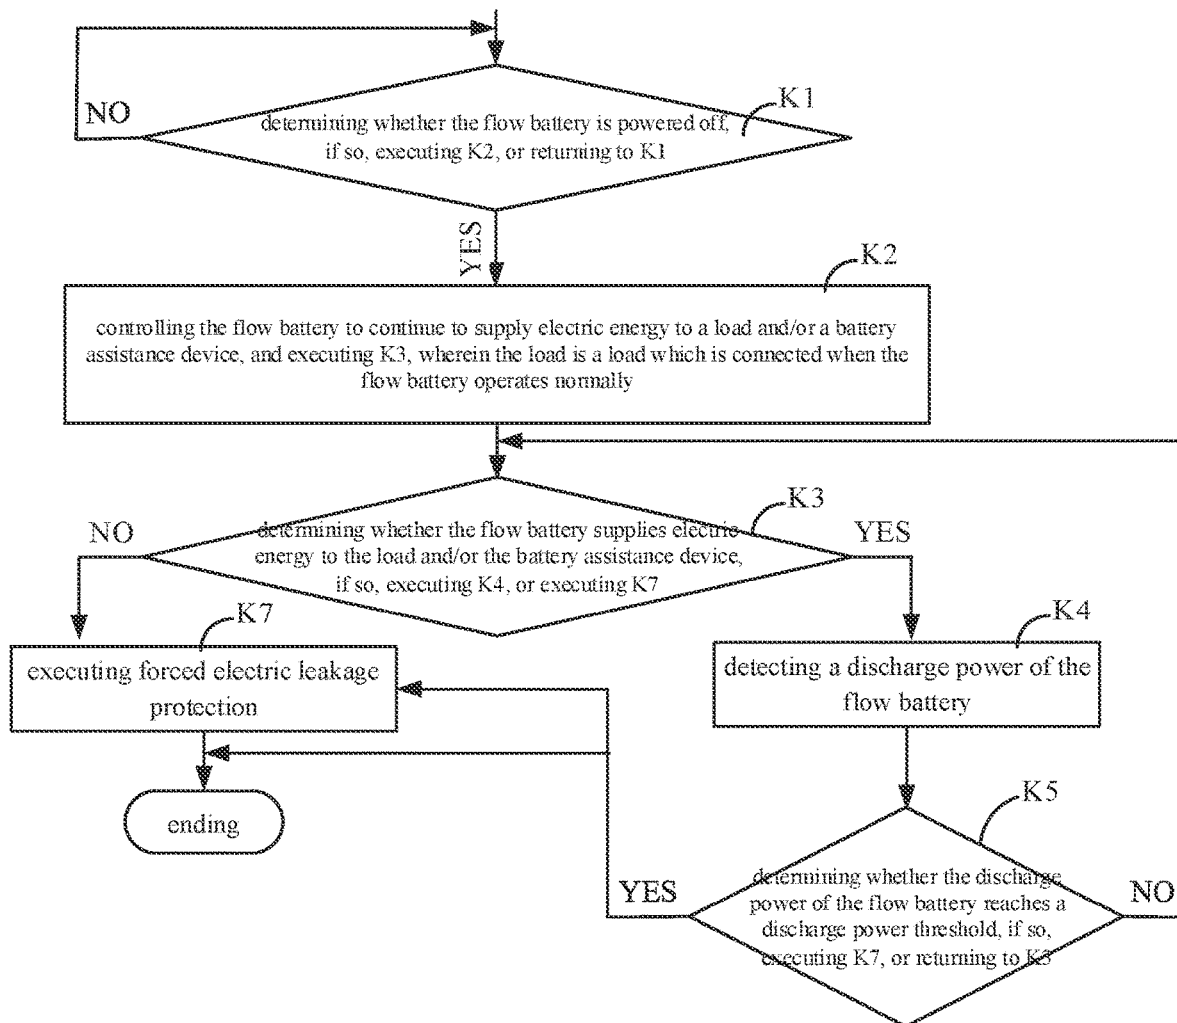 K1
NO
determining whether the flow battery is powered off,
if so, executing K2, or returning to K1
YES
K2
controlling the flow battery to continue to supply electric energy to a load and/or a battery
assistance device, and executing K3, wherein the load is a load which is connected when the
flow battery operates normally
K3
NO
YES
determining whether the flow battery supplies electric
energy to the load and/or the battery assistance device,
if so, executing K4, or executing K7
K7
K4
executing forced electric leakage
protection
detecting a discharge power of the
flow battery
K5
ending
YES
NO
determining whether the discharge
power of the flow battery reaches a
discharge power threshold, if so,
executing K7, or returning to K3